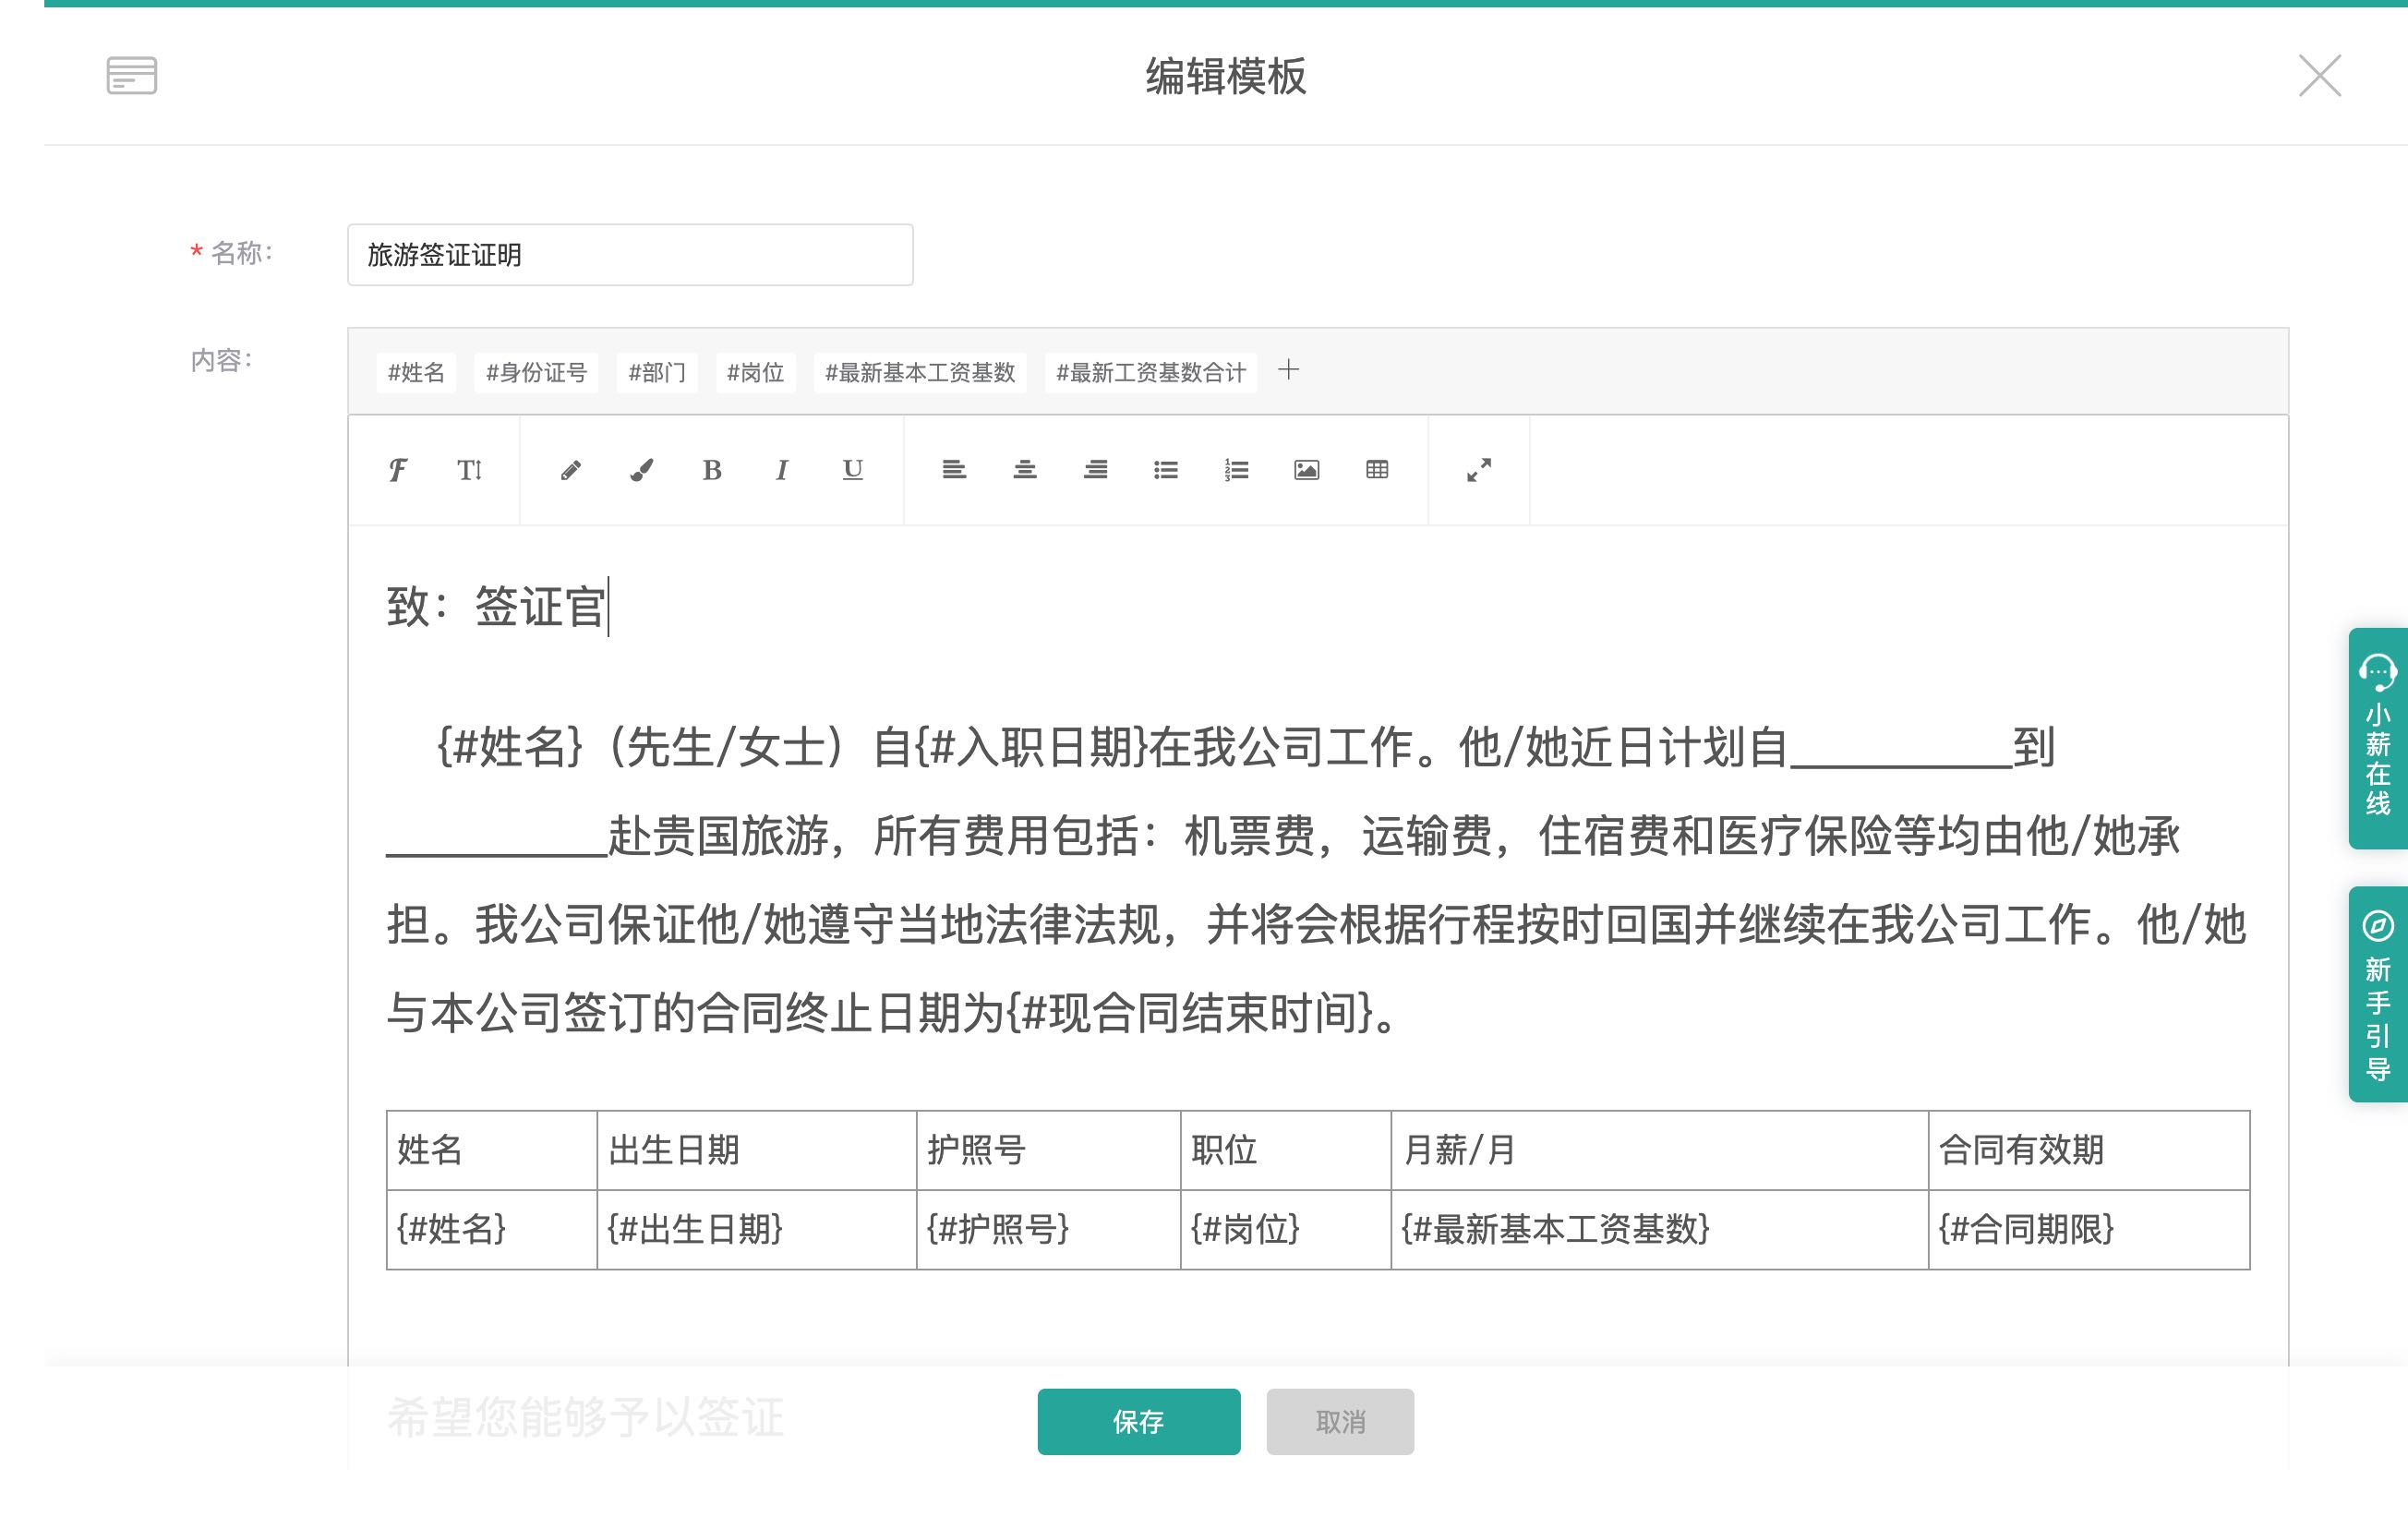 编辑模板
* 名称：
旅游签证证明
内容：
#姓名 #身份证号 #部门 #岗位 #最新基本工资基数 #最新工资基数合计
致：签证官
{#姓名}（先生/女士）自{#入职日期}在我公司工作。他/她近日计划自__________到
__________赴贵国旅游，所有费用包括：机票费，运输费，住宿费和医疗保险等均由他/她承
担。我公司保证他/她遵守当地法律法规，并将会根据行程按时回国并继续在我公司工作。他/她
与本公司签订的合同终止日期为{#现合同结束时间}。
姓名 出生日期 护照号 职位 月薪/月 合同有效期
{#姓名} {#出生日期} {#护照号} {#岗位} {#最新基本工资基数} {#合同期限}
希望您能够予以签证
保存 取消
小薪在线
新手引导